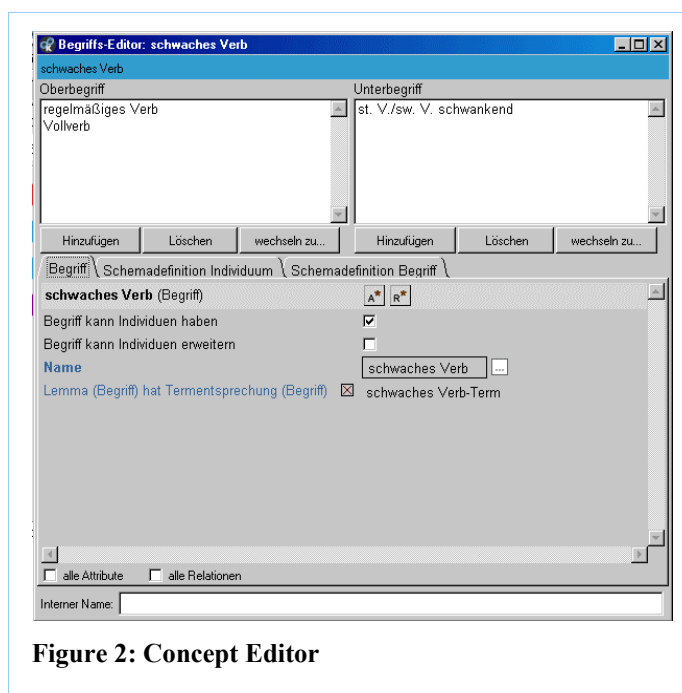 Begriffs-Editor: schwaches Verb
schwaches Verb
Oberbegriff Unterbegriff
regelmäßiges Verb st. V./sw. V. schwankend
Vollverb
Hinzufügen Löschen wechseln zu... Hinzufügen Löschen wechseln zu...
Begriff Schemadefinition Individuum Schemadefinition Begriff
schwaches Verb (Begriff) A* R*
Begriff kann Individuen haben
Begriff kann Individuen erweitern
Name schwaches Verb ...
Lemma (Begriff) hat Termentsprechung (Begriff) schwaches Verb-Term
alle Attribute alle Relationen
Interner Name:
Figure 2: Concept Editor